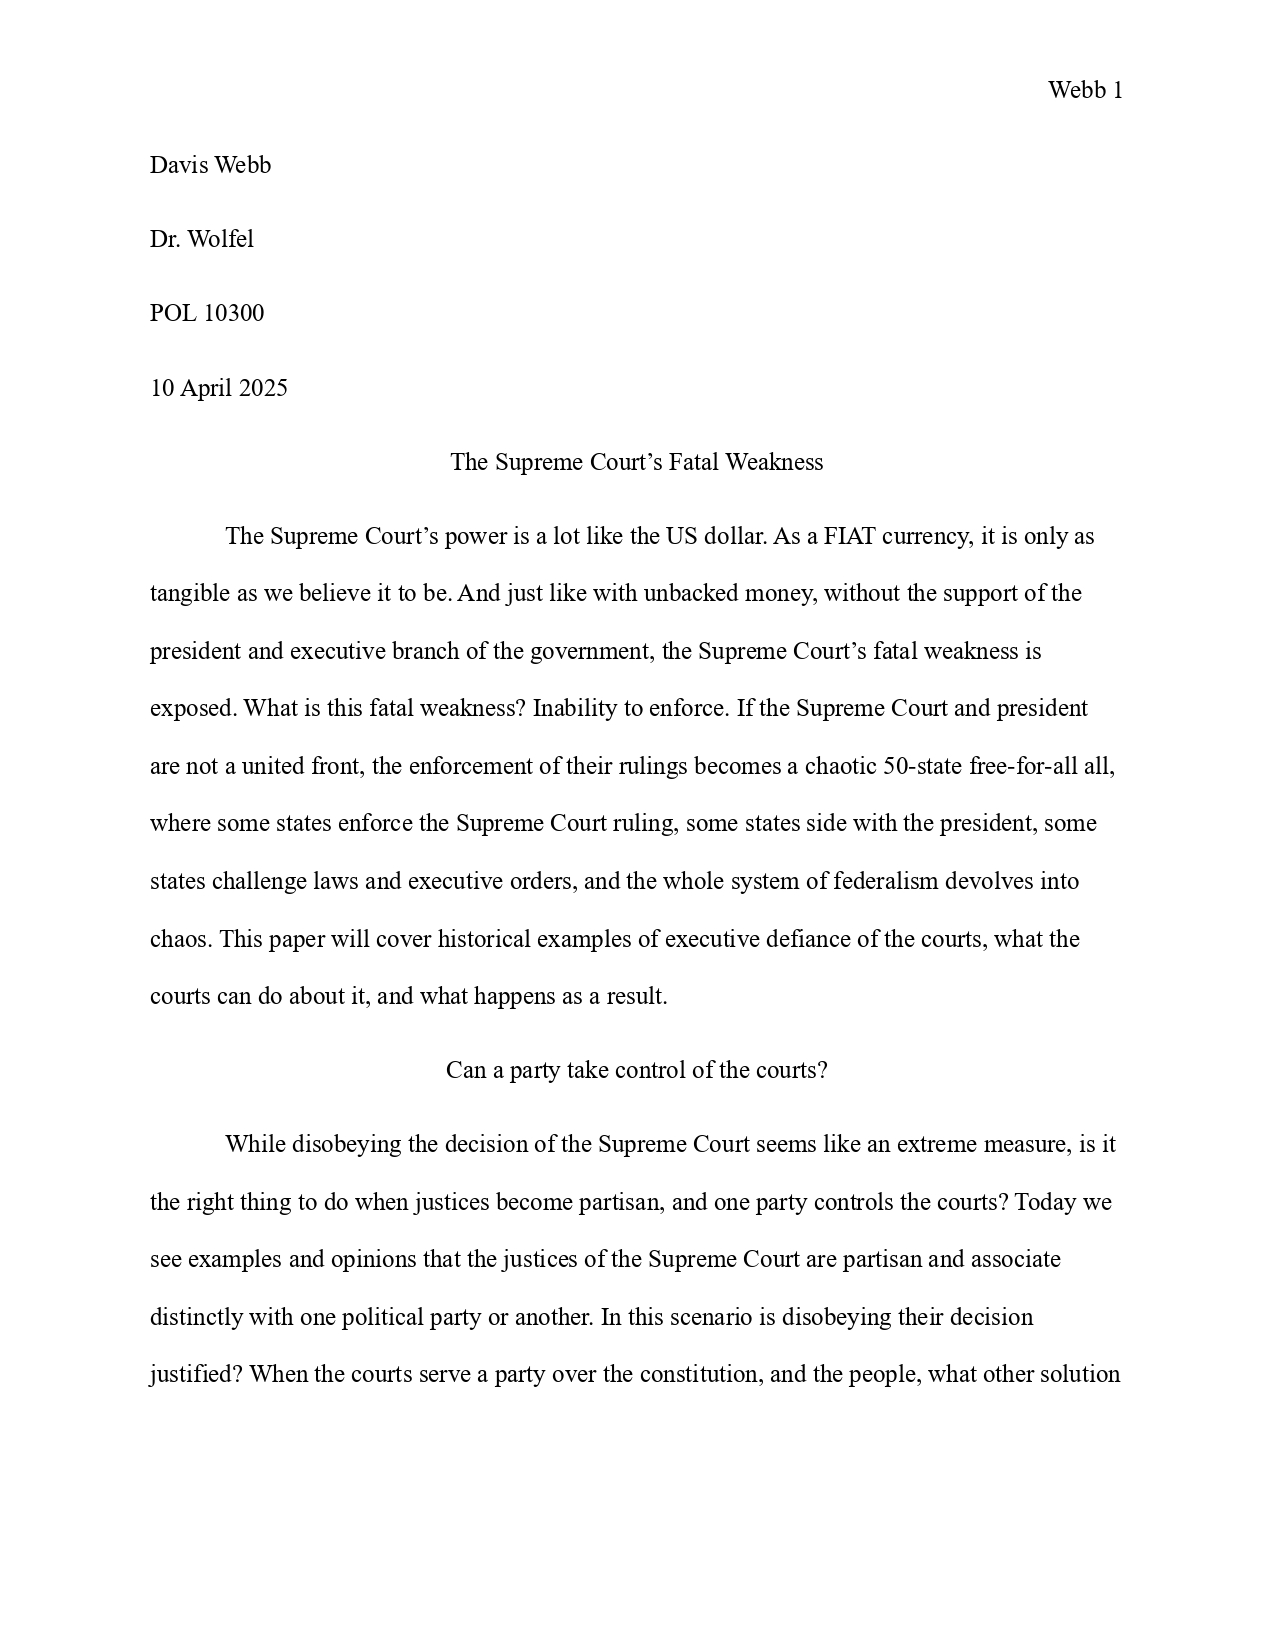 Webb 1
Davis Webb
Dr. Wolfel
POL 10300
10 April 2025
The Supreme Court’s Fatal Weakness
The Supreme Court’s power is a lot like the US dollar. As a FIAT currency, it is only as
tangible as we believe it to be. And just like with unbacked money, without the support of the
president and executive branch of the government, the Supreme Court’s fatal weakness is
exposed. What is this fatal weakness? Inability to enforce. If the Supreme Court and president
are not a united front, the enforcement of their rulings becomes a chaotic 50-state free-for-all all,
where some states enforce the Supreme Court ruling, some states side with the president, some
states challenge laws and executive orders, and the whole system of federalism devolves into
chaos. This paper will cover historical examples of executive defiance of the courts, what the
courts can do about it, and what happens as a result.
Can a party take control of the courts?
While disobeying the decision of the Supreme Court seems like an extreme measure, is it
the right thing to do when justices become partisan, and one party controls the courts? Today we
see examples and opinions that the justices of the Supreme Court are partisan and associate
distinctly with one political party or another. In this scenario is disobeying their decision
justified? When the courts serve a party over the constitution, and the people, what other solution